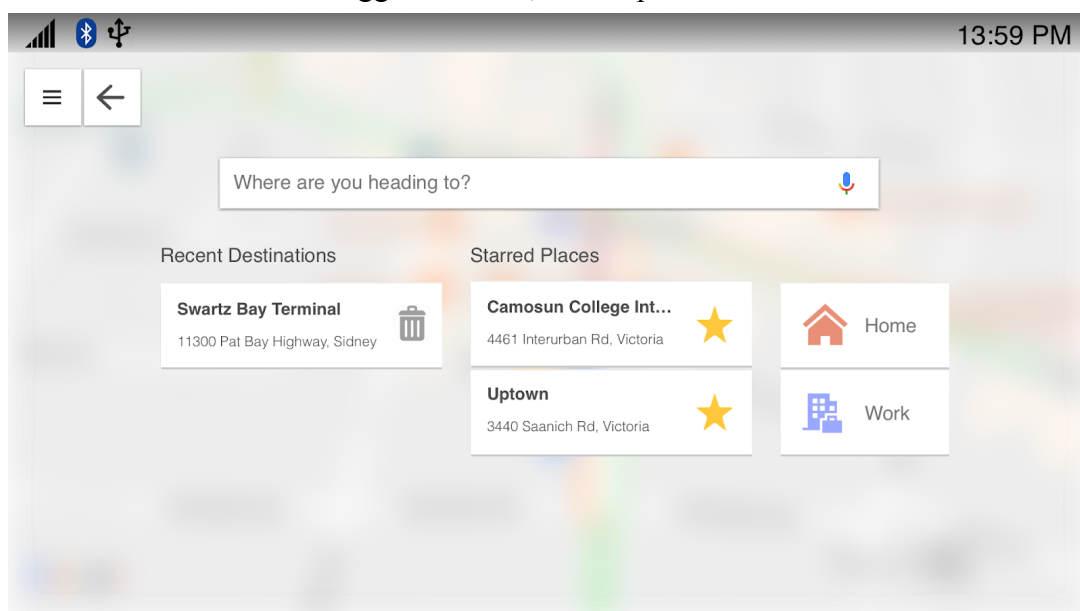 13:59 PM
Where are you heading to?
Recent Destinations
Starred Places
Swartz Bay Terminal
11300 Pat Bay Highway, Sidney
Camosun College Int...
4461 Interurban Rd, Victoria
Uptown
3440 Saanich Rd, Victoria
Home
Work